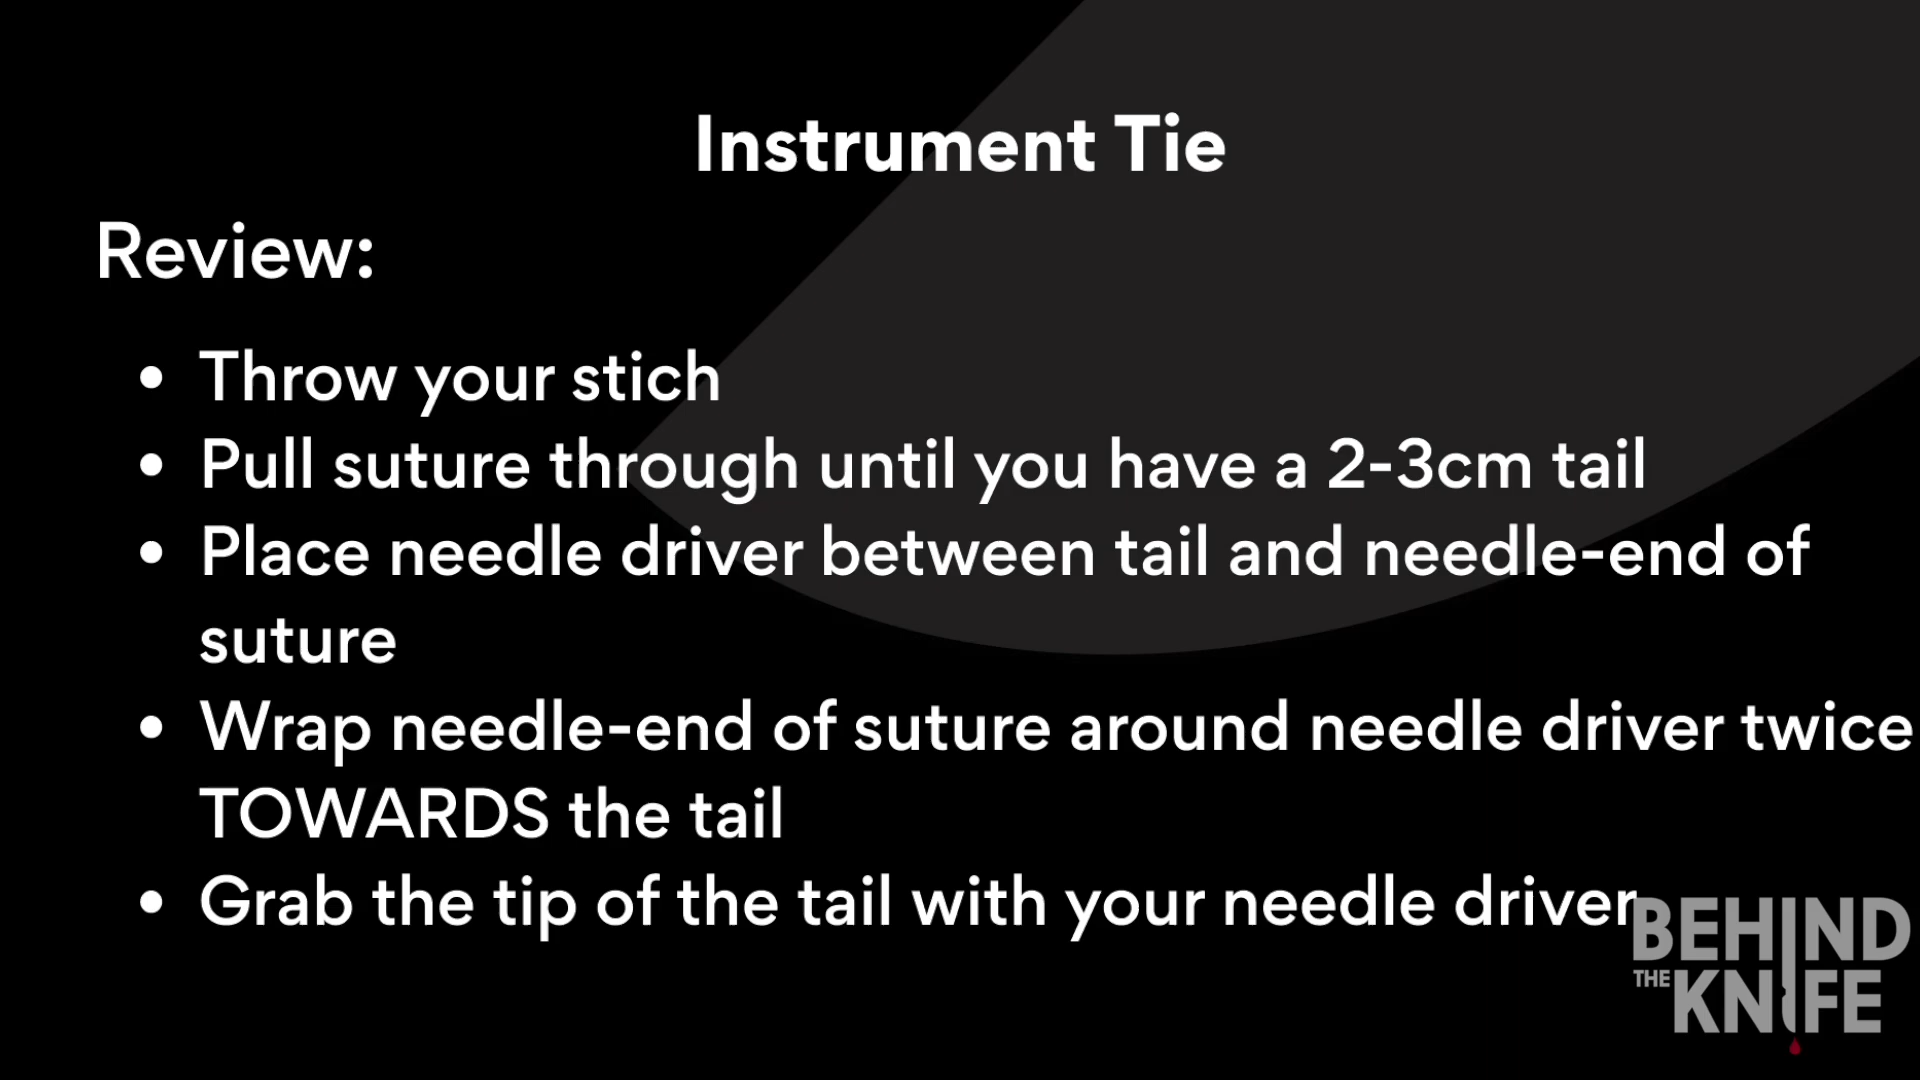 Instrument Tie
Review:
• Throw your stich
• Pull suture through until you have a 2-3cm tail
• Place needle driver between tail and needle-end of
suture
• Wrap needle-end of suture around needle driver twice
TOWARDS the tail
• Grab the tip of the tail with your needle driver
BEHIND
THE KNIFE